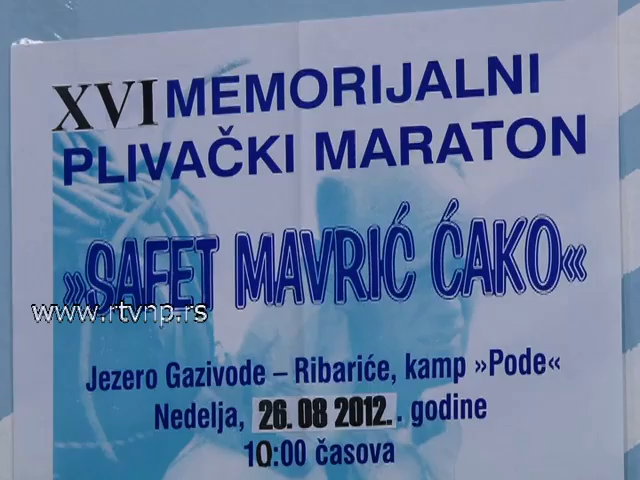 XVI MEMORIJALNI
PLIVAČKI MARATON
»SAFET MAVRIĆ ĆAKO«
www.rtvnp.rs
Jezero Gazivode – Ribariće, kamp »Pode«
Nedelja, 26.08 2012. . godine
10:00 časova